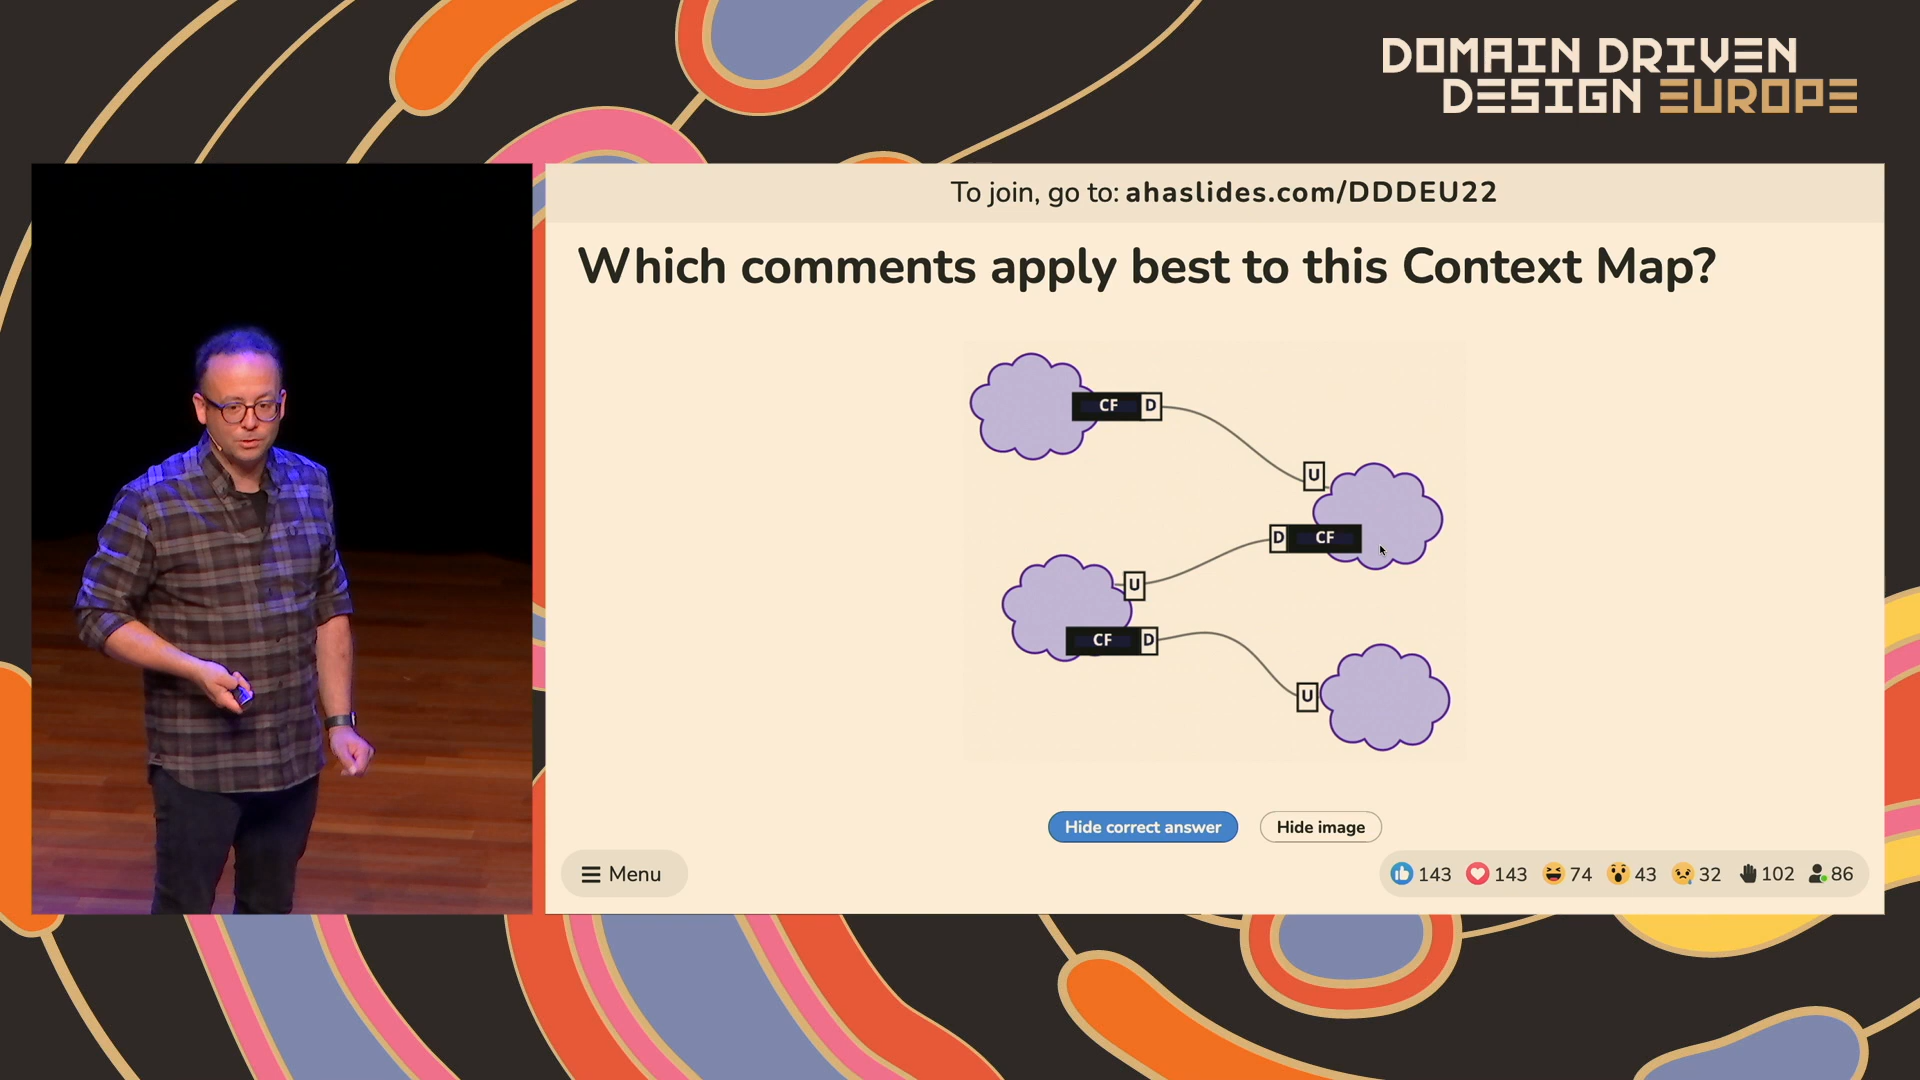 DOMAIN DRIVEN
DESIGN EUROPE
To join, go to: ahaslides.com/DDDEU22
Which comments apply best to this Context Map?
CF D
U
D CF
U
CF D
U
Hide correct answer
Hide image
Menu
143 143 74 43 32 102 86